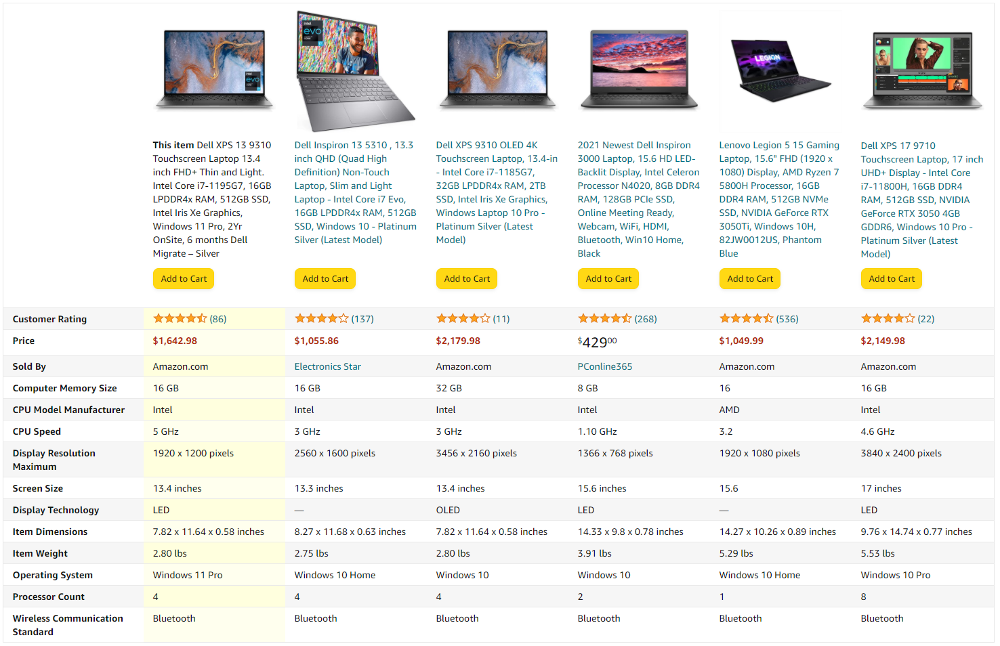 intel
evo
CORE
intel
evo
CORE
LEGION
This item Dell XPS 13 9310
Touchscreen Laptop 13.4
inch FHD+ Thin and Light.
Intel Core i7-1195G7, 16GB
LPDDR4x RAM, 512GB SSD,
Intel Iris Xe Graphics,
Windows 11 Pro, 2Yr
OnSite, 6 months Dell
Migrate – Silver
Dell Inspiron 13 5310 , 13.3
inch QHD (Quad High
Definition) Non-Touch
Laptop, Slim and Light
Laptop - Intel Core i7 Evo,
16GB LPDDR4x RAM, 512GB
SSD, Windows 10 - Platinum
Silver (Latest Model)
Dell XPS 9310 OLED 4K
Touchscreen Laptop, 13.4-in
- Intel Core i7-1185G7,
32GB LPDDR4x RAM, 2TB
SSD, Intel Iris Xe Graphics,
Windows Laptop 10 Pro -
Platinum Silver (Latest
Model)
2021 Newest Dell Inspiron
3000 Laptop, 15.6 HD LED-
Backlit Display, Intel Celeron
Processor N4020, 8GB DDR4
RAM, 128GB PCIe SSD,
Online Meeting Ready,
Webcam, WiFi, HDMI,
Bluetooth, Win10 Home,
Black
Lenovo Legion 5 15 Gaming
Laptop, 15.6" FHD (1920 x
1080) Display, AMD Ryzen 7
5800H Processor, 16GB
DDR4 RAM, 512GB NVMe
SSD, NVIDIA GeForce RTX
3050Ti, Windows 10H,
82JW0012US, Phantom
Blue
Dell XPS 17 9710
Touchscreen Laptop, 17 inch
UHD+ Display - Intel Core
i7-11800H, 16GB DDR4
RAM, 512GB SSD, NVIDIA
GeForce RTX 3050 4GB
GDDR6, Windows 10 Pro -
Platinum Silver (Latest
Model)
Add to Cart Add to Cart Add to Cart Add to Cart Add to Cart Add to Cart
Customer Rating (86) (137) (11) (268) (536) (22)
Price $1,642.98 $1,055.86 $2,179.98 $42900 $1,049.99 $2,149.98
Sold By Amazon.com Electronics Star Amazon.com PConline365 Amazon.com Amazon.com
Computer Memory Size 16 GB 16 GB 32 GB 8 GB 16 16 GB
CPU Model Manufacturer Intel Intel Intel Intel AMD Intel
CPU Speed 5 GHz 3 GHz 3 GHz 1.10 GHz 3.2 4.6 GHz
Display Resolution 1920 x 1200 pixels 2560 x 1600 pixels 3456 x 2160 pixels 1366 x 768 pixels 1920 x 1080 pixels 3840 x 2400 pixels
Maximum
Screen Size 13.4 inches 13.3 inches 13.4 inches 15.6 inches 15.6 17 inches
Display Technology LED — OLED LED — LED
Item Dimensions 7.82 x 11.64 x 0.58 inches 8.27 x 11.68 x 0.63 inches 7.82 x 11.64 x 0.58 inches 14.33 x 9.8 x 0.78 inches 14.27 x 10.26 x 0.89 inches 9.76 x 14.74 x 0.77 inches
Item Weight 2.80 lbs 2.75 lbs 2.80 lbs 3.91 lbs 5.29 lbs 5.53 lbs
Operating System Windows 11 Pro Windows 10 Home Windows 10 Windows 10 Windows 10 Home Windows 10 Pro
Processor Count 4 4 4 2 1 8
Wireless Communication Bluetooth Bluetooth Bluetooth Bluetooth Bluetooth Bluetooth
Standard